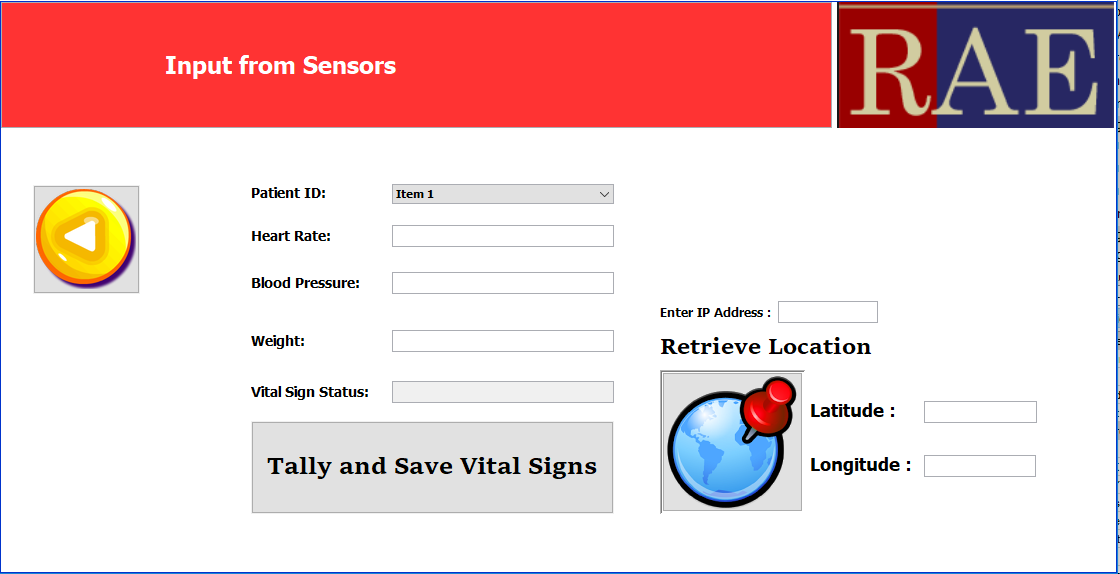 Input from Sensors
RAE
Patient ID:
Item 1
Heart Rate:
Blood Pressure:
Enter IP Address :
Weight:
Retrieve Location
Vital Sign Status:
Latitude :
Tally and Save Vital Signs
Longitude :